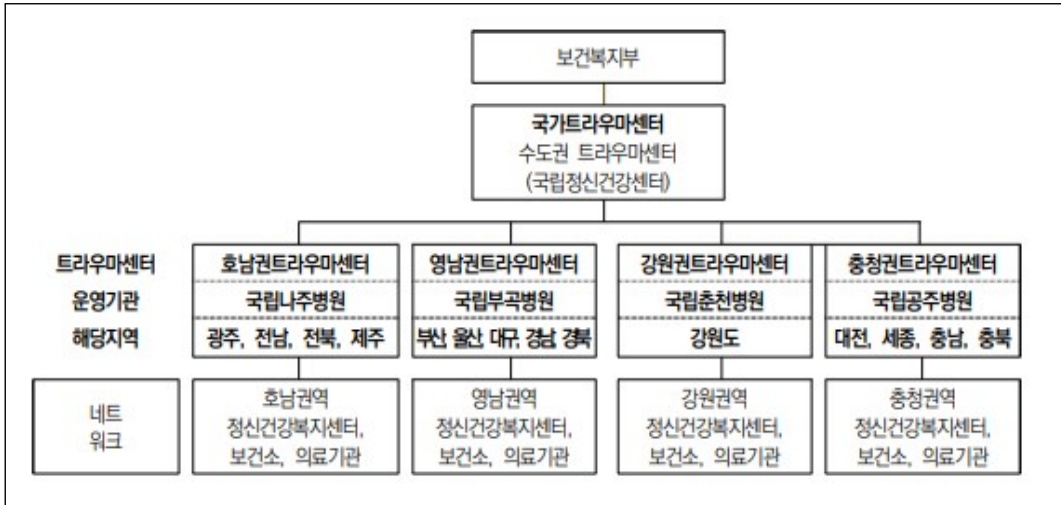 보건복지부
국가트라우마센터
수도권 트라우마센터
(국립정신건강센터)
트라우마센터 호남권트라우마센터 영남권트라우마센터 강원권트라우마센터 충청권트라우마센터
운영기관 국립나주병원 국립부곡병원 국립춘천병원 국립공주병원
해당지역 광주, 전남, 전북, 제주 부산, 울산, 대구, 경남, 경북 강원도 대전, 세종, 충남, 충북
네트
워크
호남권역
정신건강복지센터,
보건소, 의료기관
영남권역
정신건강복지센터,
보건소, 의료기관
강원권역
정신건강복지센터,
보건소, 의료기관
충청권역
정신건강복지센터,
보건소, 의료기관